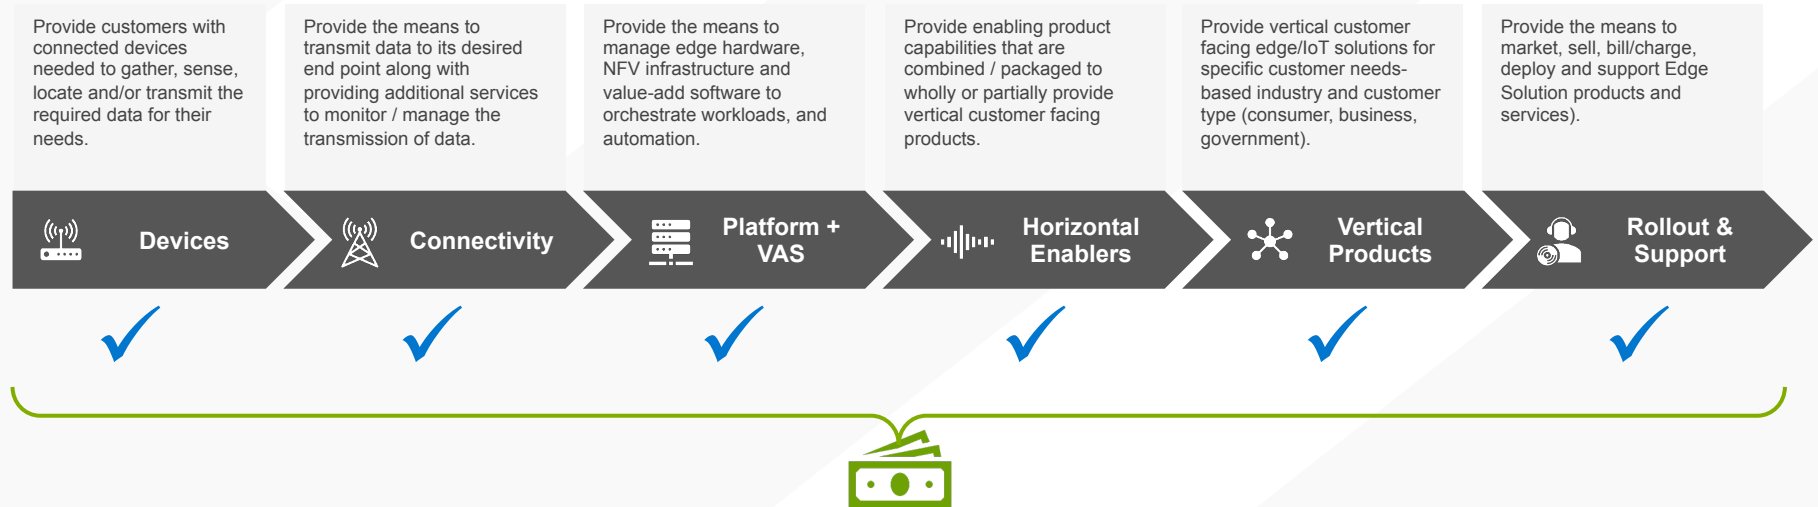 Provide customers with
connected devices
needed to gather, sense,
locate and/or transmit the
required data for their
needs.
Provide the means to
transmit data to its desired
end point along with
providing additional services
to monitor / manage the
transmission of data.
Provide the means to
manage edge hardware,
NFV infrastructure and
value-add software to
orchestrate workloads, and
automation.
Provide enabling product
capabilities that are
combined / packaged to
wholly or partially provide
vertical customer facing
products.
Provide vertical customer
facing edge/IoT solutions for
specific customer needs-
based industry and customer
type (consumer, business,
government).
Provide the means to
market, sell, bill/charge,
deploy and support Edge
Solution products and
services).
Devices
Connectivity
Platform +
VAS
Horizontal
Enablers
Vertical
Products
Rollout &
Support